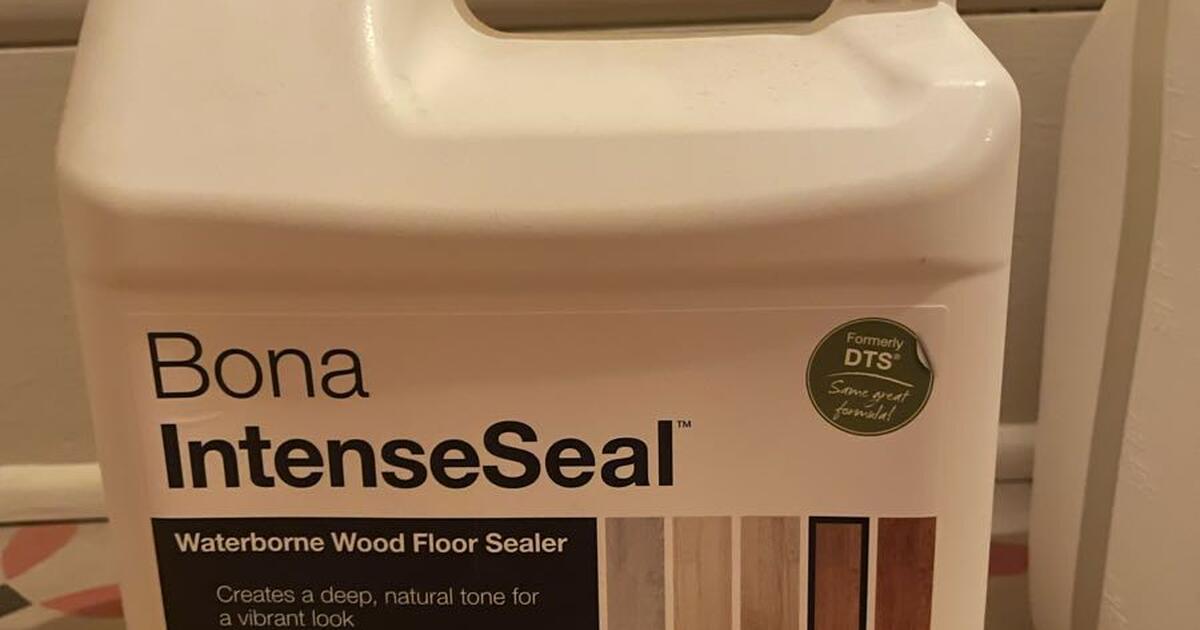 Bona
IntenseSeal™
Formerly
DTS®
Same great
formula!
Waterborne Wood Floor Sealer
Creates a deep, natural tone for
a vibrant look